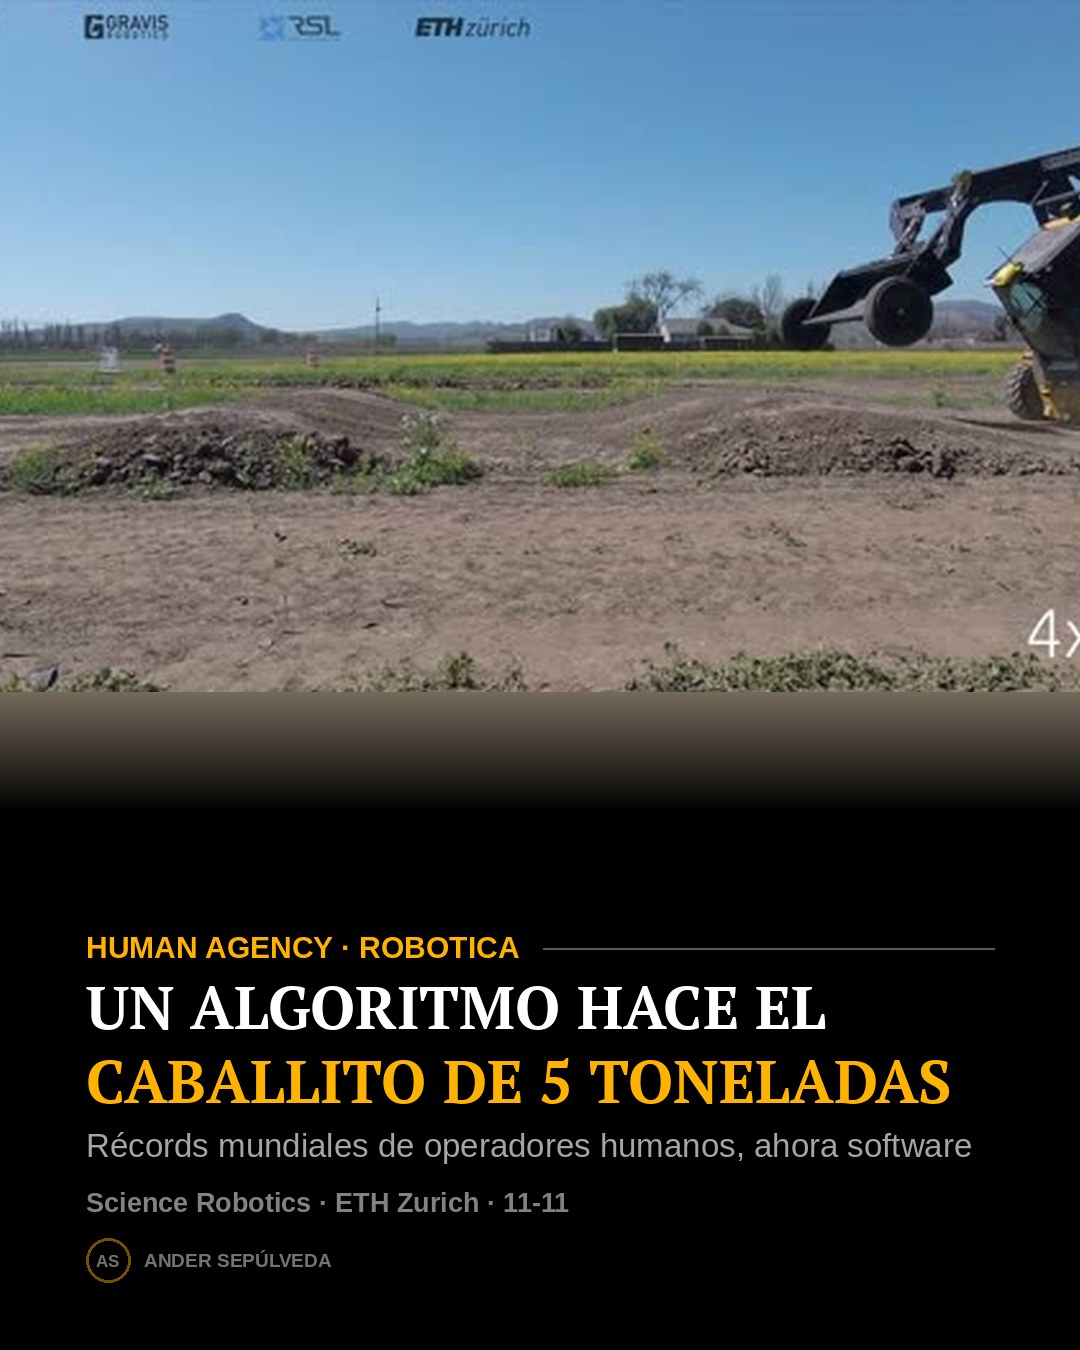 GRAVIS
ROBOTICS
RSL
ETH zürich
4x
HUMAN AGENCY · ROBOTICA
UN ALGORITMO HACE EL
CABALLITO DE 5 TONELADAS
Récords mundiales de operadores humanos, ahora software
Science Robotics · ETH Zurich · 11-11
AS ANDER SEPÚLVEDA